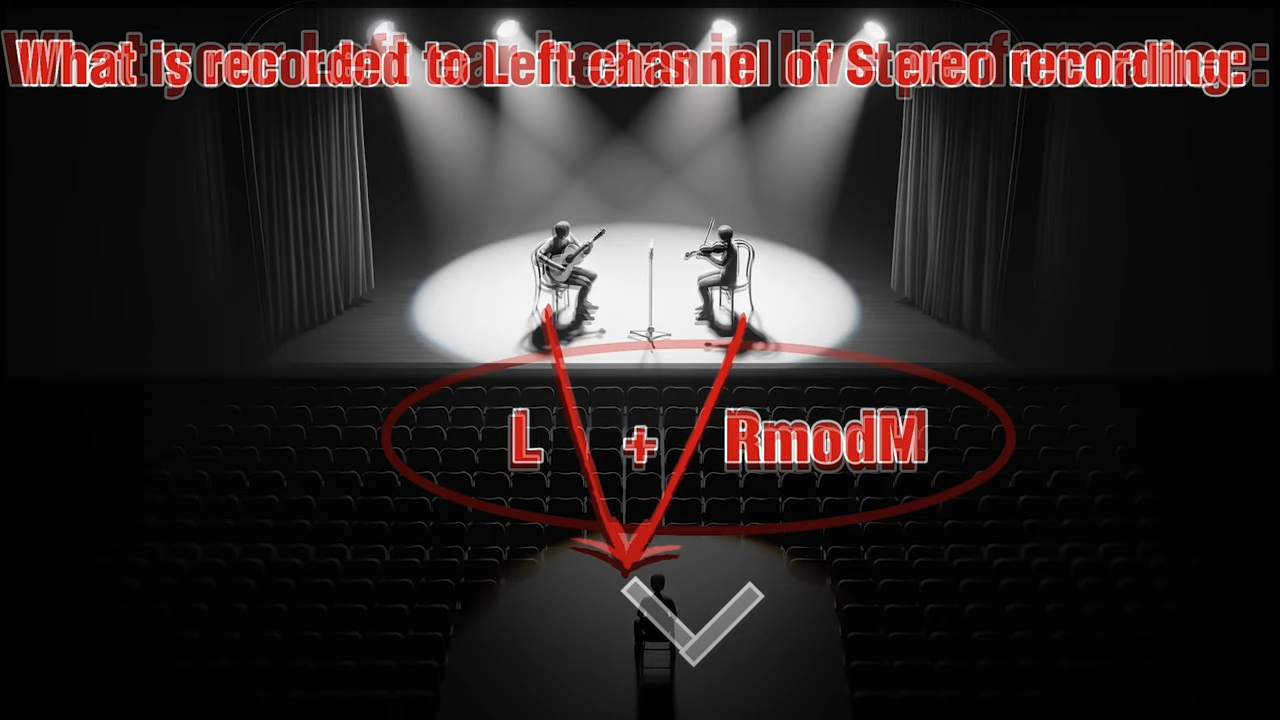 What is recorded to Left channel of Stereo recording:
L + RmodM